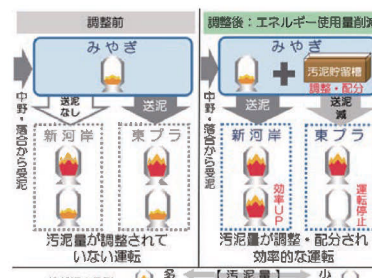 調整前
みやぎ
中野・落合から受泥
送泥
なし
送泥
新河岸
東プラ
汚泥量が調整されて
いない運転
調整後：エネルギー使用量削減
みやぎ
汚泥貯留槽
調整・配分
中野・落合から受泥
送泥
送泥
減
新河岸
東プラ
効率UP
運転停止
汚泥量が調整・配分され
効率的な運転
多
【汚泥量】
少